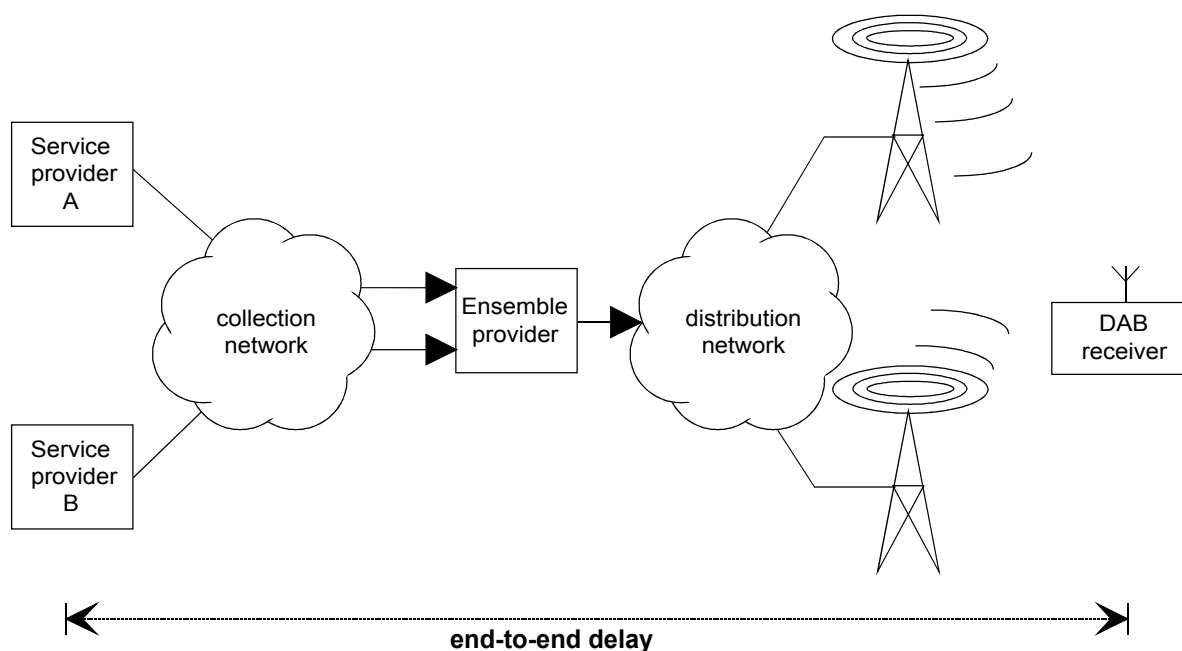 Service
provider
A
collection
network
Ensemble
provider
distribution
network
DAB
receiver
Service
provider
B
end-to-end delay